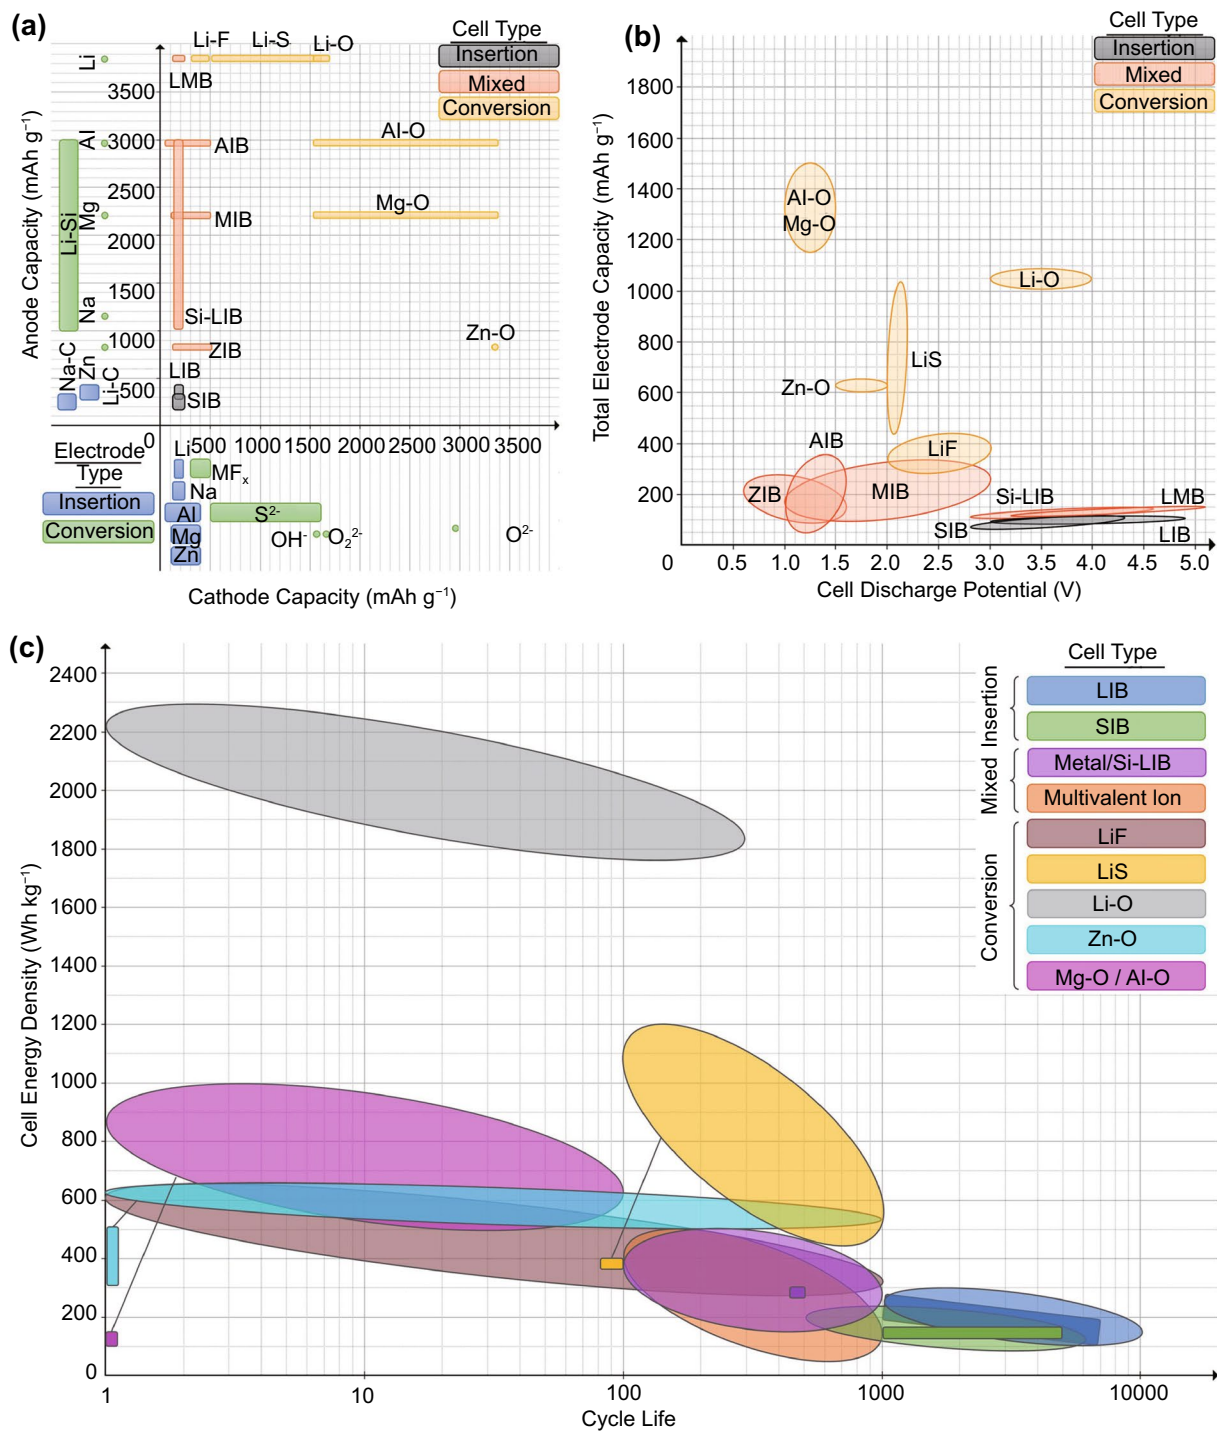 (a)
Li-F Li-S Li-O
Cell Type
Insertion
Mixed
Conversion
LMB
Li
3500
Al
3000
AIB
Al-O
2500
Mg
MIB
Mg-O
Li-Si
2000
1500
Na
Si-LIB
1000
ZIB
Zn-O
Na-C
Zn
Li-C
LIB
500
SIB
Anode Capacity (mAh g⁻¹)
0
500 1000 1500 2000 2500 3000 3500
Electrode
Type
Insertion
Conversion
Li
MFₓ
Na
Al
S²⁻
Mg
OH⁻
O₂²⁻
O²⁻
Zn
Cathode Capacity (mAh g⁻¹)
(b)
Cell Type
Insertion
Mixed
Conversion
1800
1600
1400
1200
1000
800
600
400
200
0
Total Electrode Capacity (mAh g⁻¹)
Al-O
Mg-O
Li-O
LiS
Zn-O
AIB
LiF
ZIB
MIB
Si-LIB
LMB
SIB
LIB
0.5 1.0 1.5 2.0 2.5 3.0 3.5 4.0 4.5 5.0
Cell Discharge Potential (V)
(c)
Cell Type
Insertion
LIB
SIB
Mixed
Metal/Si-LIB
Multivalent Ion
Conversion
LiF
LiS
Li-O
Zn-O
Mg-O / Al-O
2400
2200
2000
1800
1600
1400
1200
1000
800
600
400
200
0
Cell Energy Density (Wh kg⁻¹)
1 10 100 1000 10000
Cycle Life